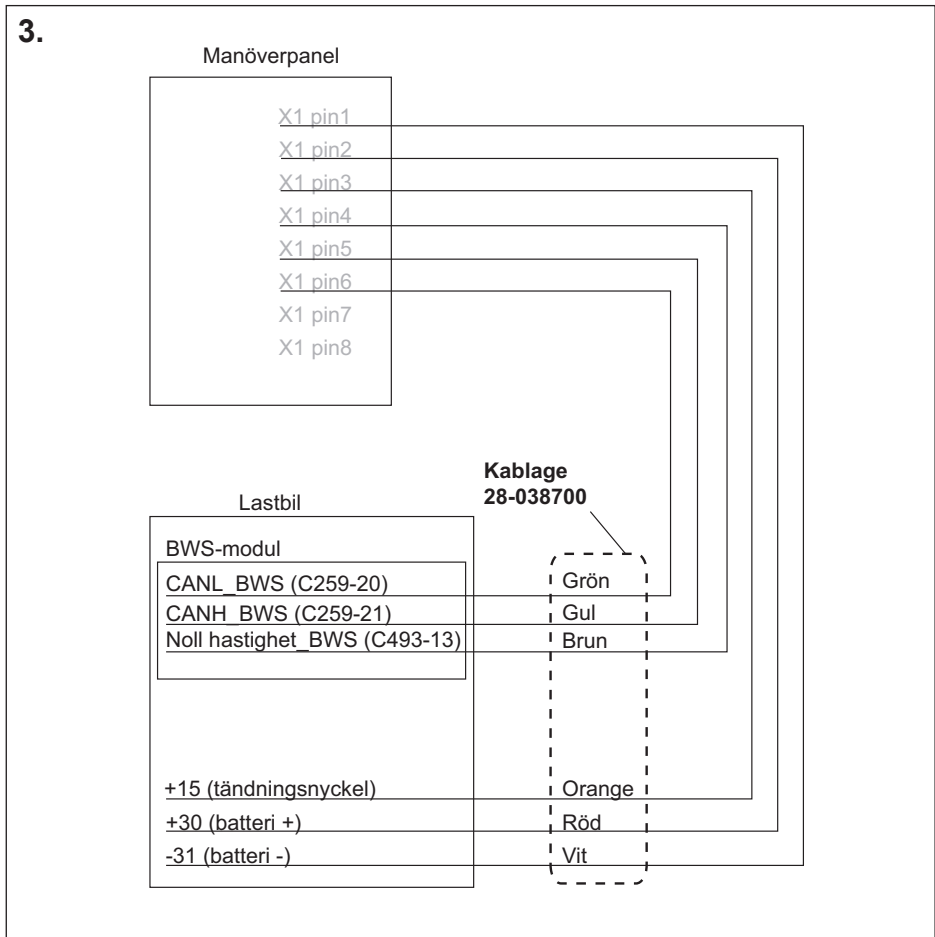 3.
Manöverpanel
X1 pin1
X1 pin2
X1 pin3
X1 pin4
X1 pin5
X1 pin6
X1 pin7
X1 pin8
Kablage
28-038700
Lastbil
BWS-modul
CANL_BWS (C259-20) Grön
CANH_BWS (C259-21) Gul
Noll hastighet_BWS (C493-13) Brun
+15 (tändningsnyckel) Orange
+30 (batteri +) Röd
-31 (batteri -) Vit